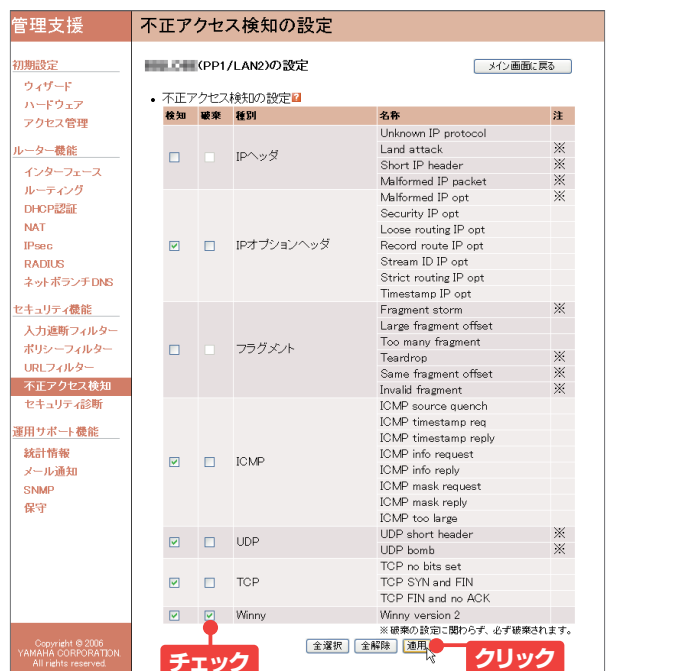 管理支援
不正アクセス検知の設定
初期設定
ウィザード
ハードウェア
アクセス管理
ルーター機能
インターフェース
ルーティング
DHCP認証
NAT
IPsec
RADIUS
ネットボランチDNS
セキュリティ機能
入力遮断フィルター
ポリシーフィルター
URLフィルター
不正アクセス検知
セキュリティ診断
運用サポート機能
統計情報
メール通知
SNMP
保守
Copyright © 2006
YAMAHA CORPORATION.
All rights reserved.
(PP1/LAN2)の設定
メイン画面に戻る
• 不正アクセス検知の設定?
検知 破棄 種別 名称 注
IPヘッダ
Unknown IP protocol
Land attack ※
Short IP header ※
Malformed IP packet ※
IPオプションヘッダ
Malformed IP opt ※
Security IP opt
Loose routing IP opt
Record route IP opt
Stream ID IP opt
Strict routing IP opt
Timestamp IP opt
フラグメント
Fragment storm ※
Large fragment offset
Too many fragment
Teardrop ※
Same fragment offset ※
Invalid fragment ※
ICMP
ICMP source quench
ICMP timestamp req
ICMP timestamp reply
ICMP info request
ICMP info reply
ICMP mask request
ICMP mask reply
ICMP too large
UDP
UDP short header ※
UDP bomb ※
TCP
TCP no bits set
TCP SYN and FIN
TCP FIN and no ACK
Winny Winny version 2
※破棄の設定に関わらず、必ず破棄されます。
全選択 全解除 適用
チェック
クリック